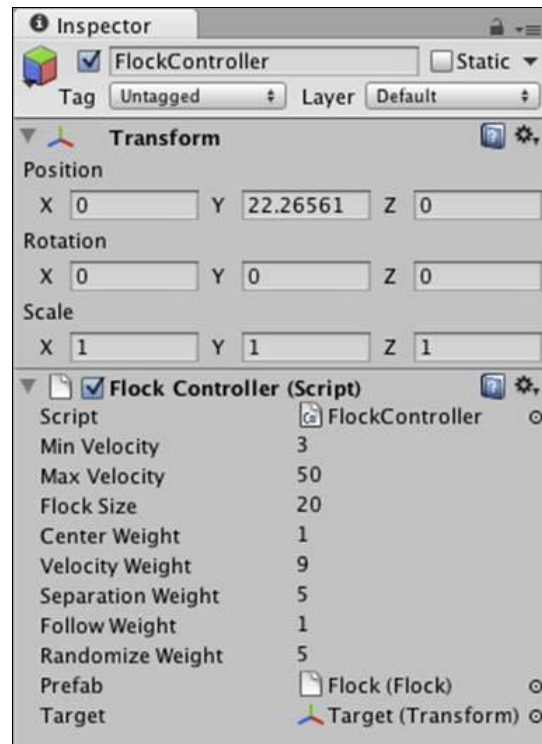 Inspector
FlockController Static
Tag Untagged Layer Default
Transform
Position
X 0 Y 22.26561 Z 0
Rotation
X 0 Y 0 Z 0
Scale
X 1 Y 1 Z 1
Flock Controller (Script)
Script FlockController
Min Velocity 3
Max Velocity 50
Flock Size 20
Center Weight 1
Velocity Weight 9
Separation Weight 5
Follow Weight 1
Randomize Weight 5
Prefab Flock (Flock)
Target Target (Transform)